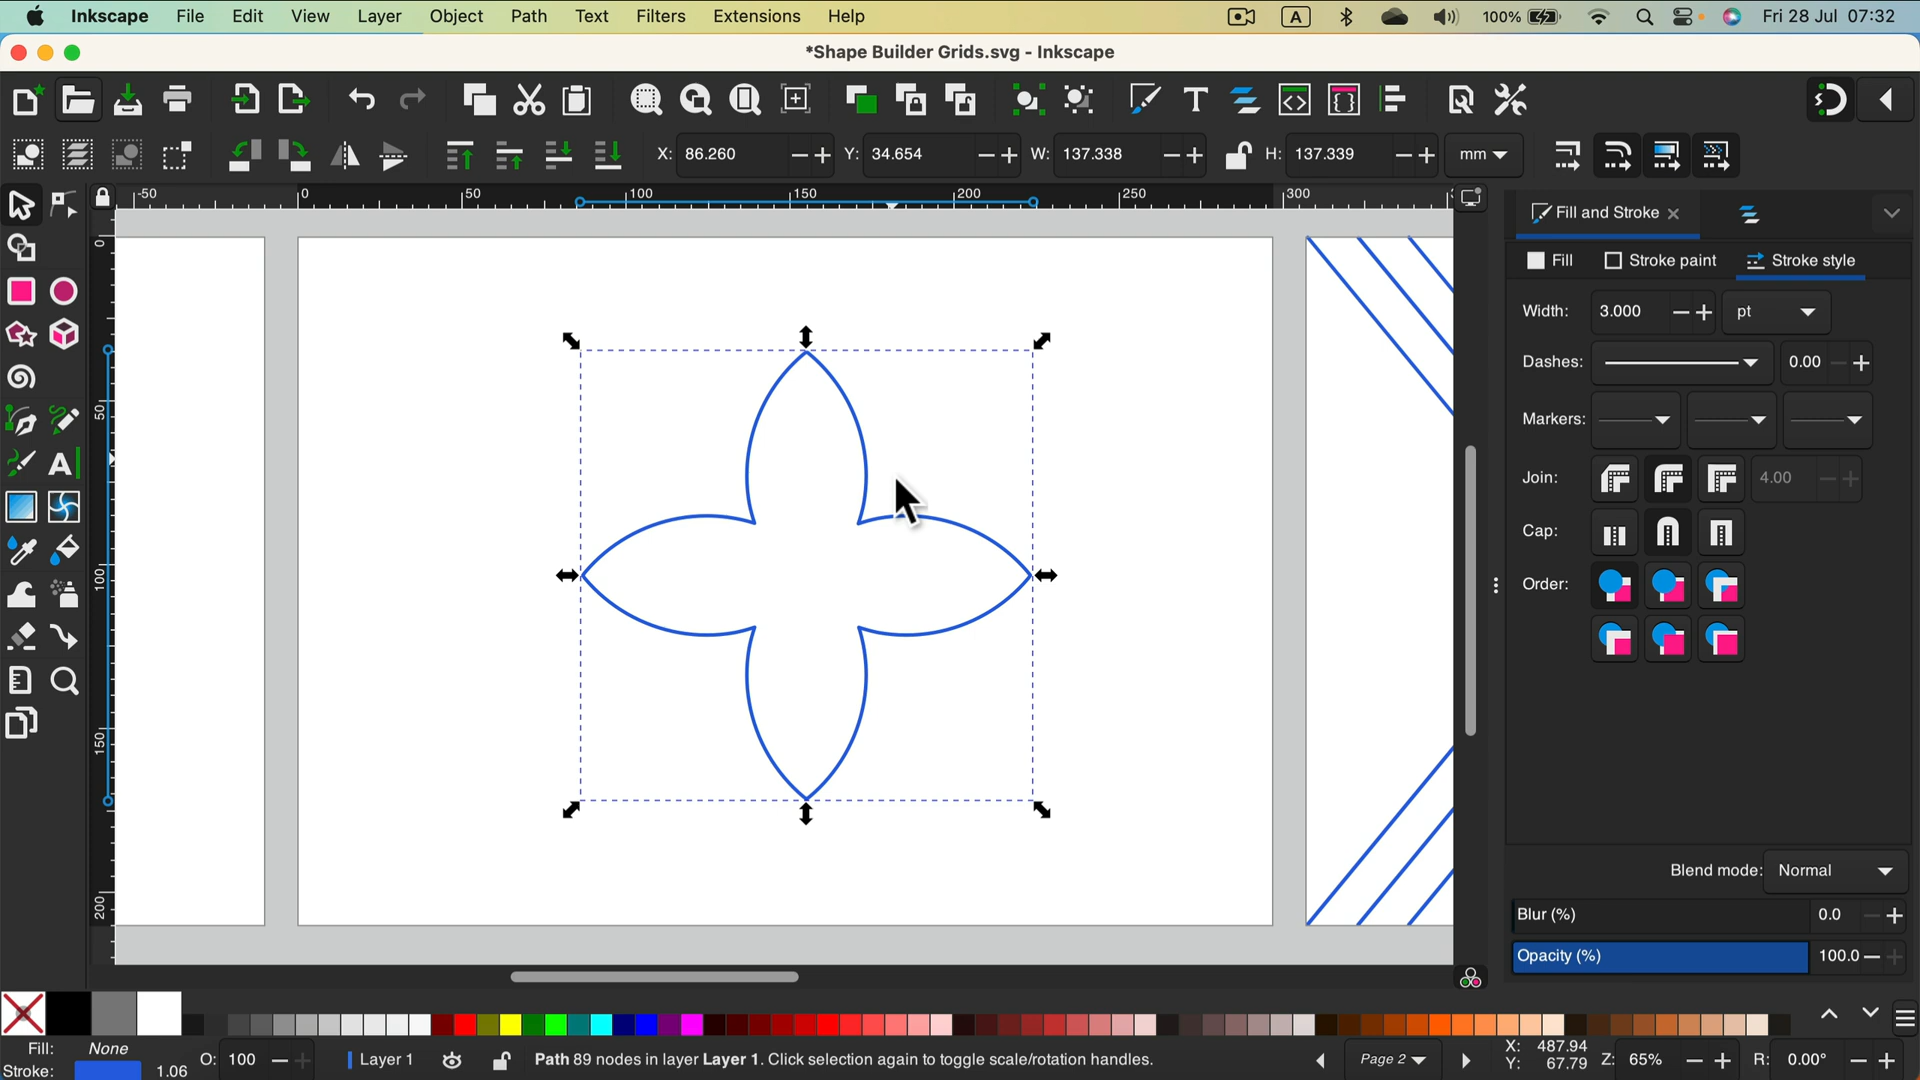 Inkscape File Edit View Layer Object Path Text Filters Extensions Help A 100% Fri 28 Jul 07:32
*Shape Builder Grids.svg - Inkscape
X: 86.260 Y: 34.654 W: 137.338 H: 137.339 mm
-50 0 50 100 150 200 250 300
0
50
100
150
200
Fill and Stroke
Fill Stroke paint Stroke style
Width: 3.000 pt
Dashes: 0.00
Markers:
Join: 4.00
Cap:
Order:
Blend mode: Normal
Blur (%) 0.0
Opacity (%) 100.0
Fill: None
Stroke: 1.06
O: 100 Layer 1 Path 89 nodes in layer Layer 1. Click selection again to toggle scale/rotation handles. Page 2
X: 487.94
Y: 67.79
Z: 65% R: 0.00°